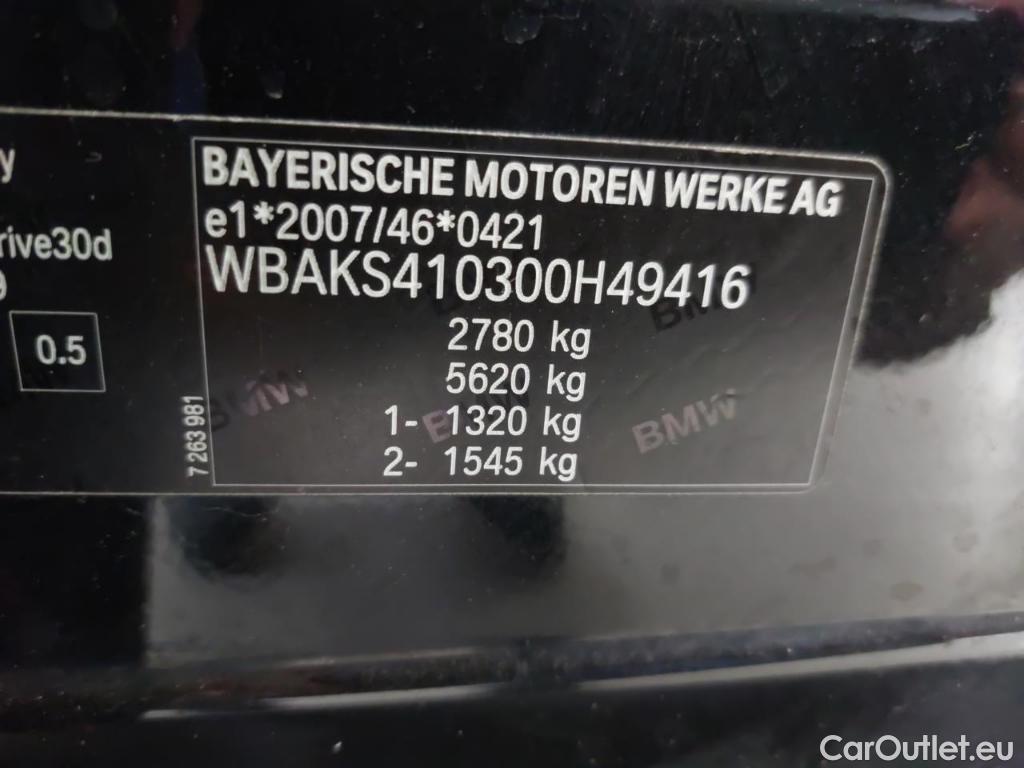 y
rive30d
9
0.5
BAYERISCHE MOTOREN WERKE AG
e1*2007/46*0421
WBAKS410300H49416
2780 kg
5620 kg
1- 1320 kg
2- 1545 kg
7 263 981
BMW
BMW
BMW
CarOutlet.eu